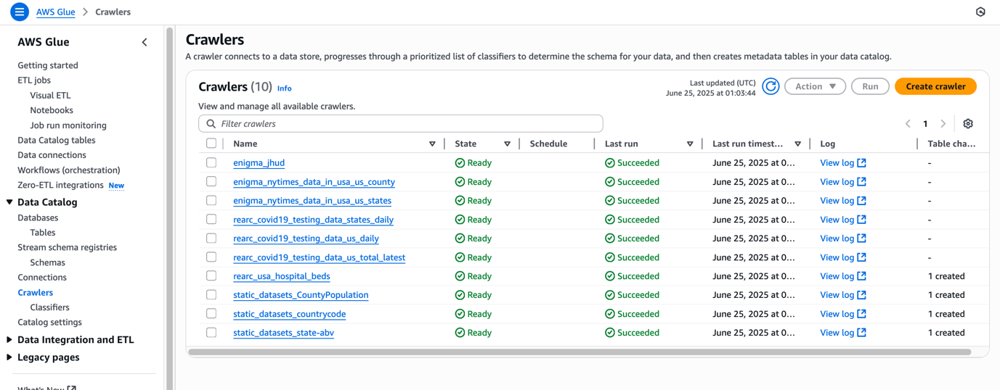 AWS Glue > Crawlers
AWS Glue
Getting started
ETL jobs
Visual ETL
Notebooks
Job run monitoring
Data Catalog tables
Data connections
Workflows (orchestration)
Zero-ETL integrations New
Data Catalog
Databases
Tables
Stream schema registries
Schemas
Connections
Crawlers
Classifiers
Catalog settings
Data Integration and ETL
Legacy pages
What's New
Crawlers
A crawler connects to a data store, progresses through a prioritized list of classifiers to determine the schema for your data, and then creates metadata tables in your data catalog.
Crawlers (10) Info
Last updated (UTC)
June 25, 2025 at 01:03:44
Action
Run
Create crawler
View and manage all available crawlers.
Filter crawlers
1
Name State Schedule Last run Last run timest... Log Table cha...
enigma_jhud Ready Succeeded June 25, 2025 at 0... View log -
enigma_nytimes_data_in_usa_us_county Ready Succeeded June 25, 2025 at 0... View log -
enigma_nytimes_data_in_usa_us_states Ready Succeeded June 25, 2025 at 0... View log -
rearc_covid19_testing_data_states_daily Ready Succeeded June 25, 2025 at 0... View log -
rearc_covid19_testing_data_us_daily Ready Succeeded June 25, 2025 at 0... View log -
rearc_covid19_testing_data_us_total_latest Ready Succeeded June 25, 2025 at 0... View log -
rearc_usa_hospital_beds Ready Succeeded June 25, 2025 at 0... View log 1 created
static_datasets_CountyPopulation Ready Succeeded June 25, 2025 at 0... View log 1 created
static_datasets_countrycode Ready Succeeded June 25, 2025 at 0... View log 1 created
static_datasets_state-abv Ready Succeeded June 25, 2025 at 0... View log 1 created